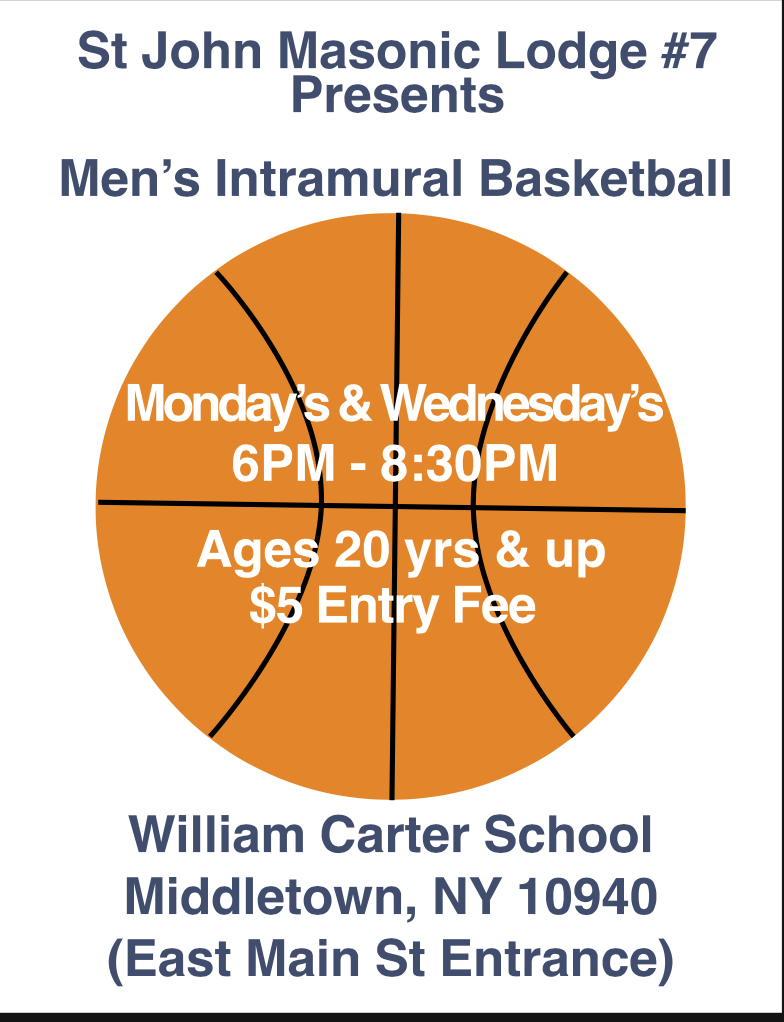 St John Masonic Lodge #7
Presents
Men’s Intramural Basketball
Monday’s & Wednesday’s
6PM - 8:30PM
Ages 20 yrs & up
$5 Entry Fee
William Carter School
Middletown, NY 10940
(East Main St Entrance)